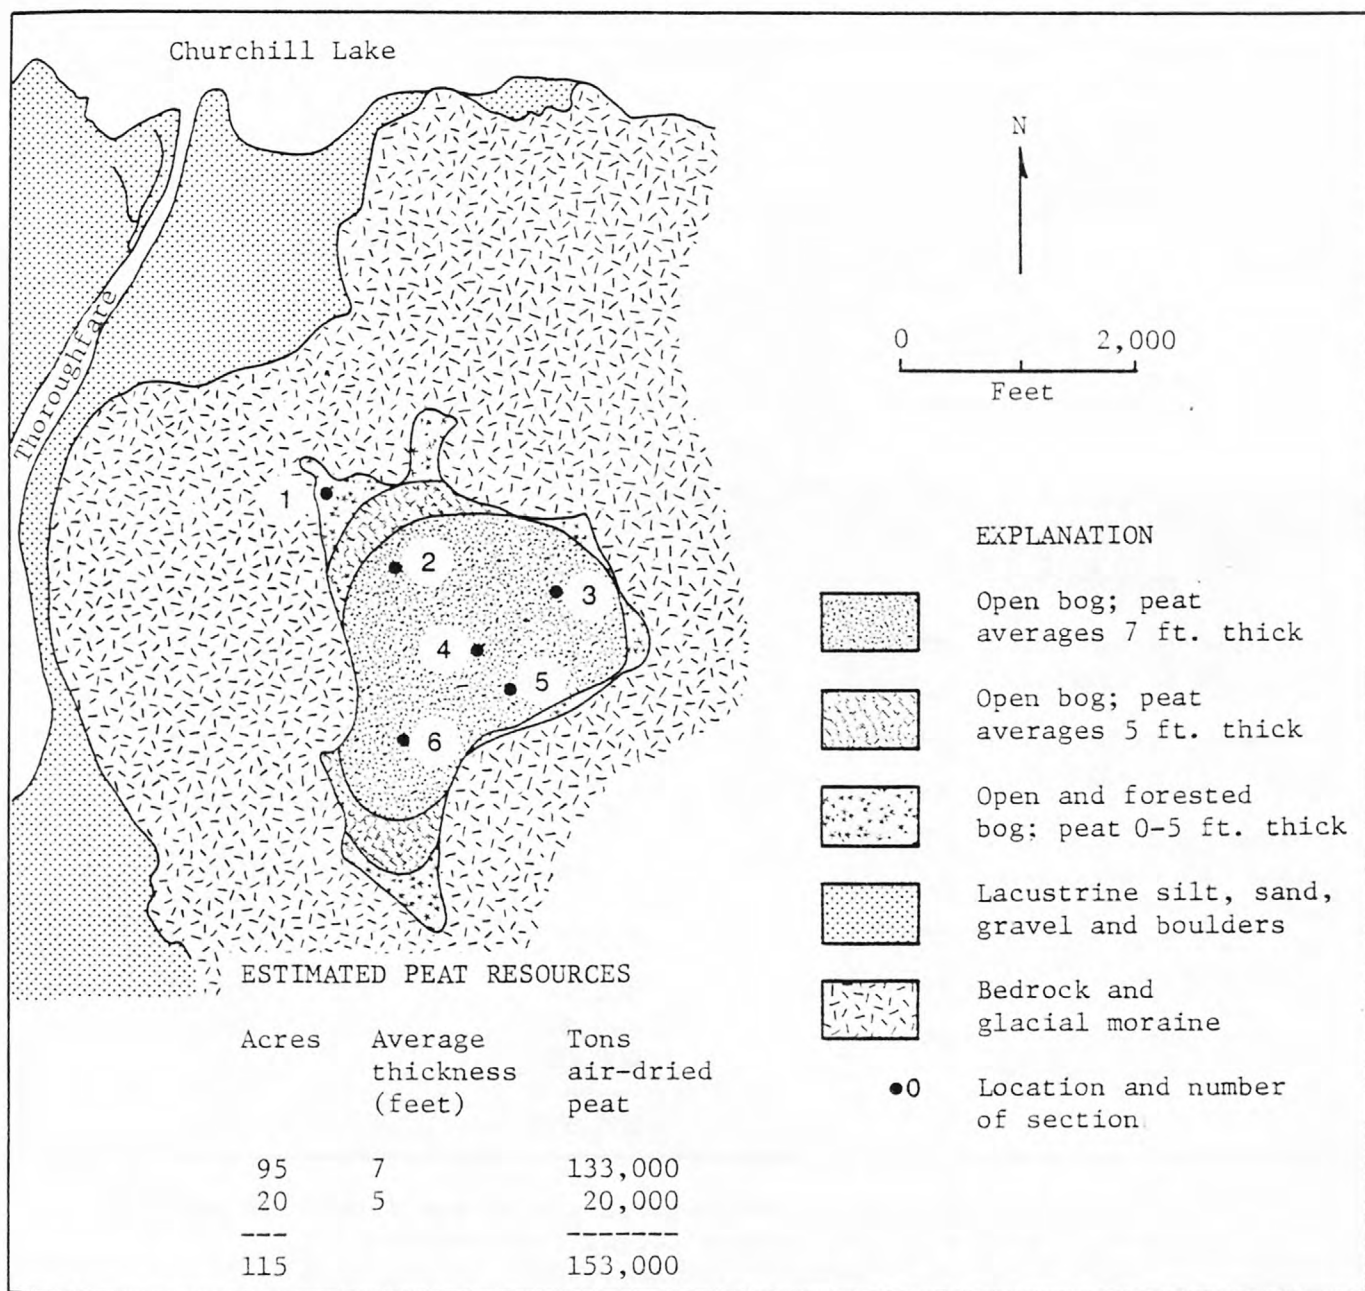 Churchill Lake
N
0 2,000
Feet
Thoroughfare
1
2
3
4
5
6
EXPLANATION
Open bog; peat
averages 7 ft. thick
Open bog; peat
averages 5 ft. thick
Open and forested
bog; peat 0-5 ft. thick
Lacustrine silt, sand,
gravel and boulders
Bedrock and
glacial moraine
●0 Location and number
of section
ESTIMATED PEAT RESOURCES
Acres Average Tons
thickness air-dried
(feet) peat
95 7 133,000
20 5 20,000
--- -------
115 153,000